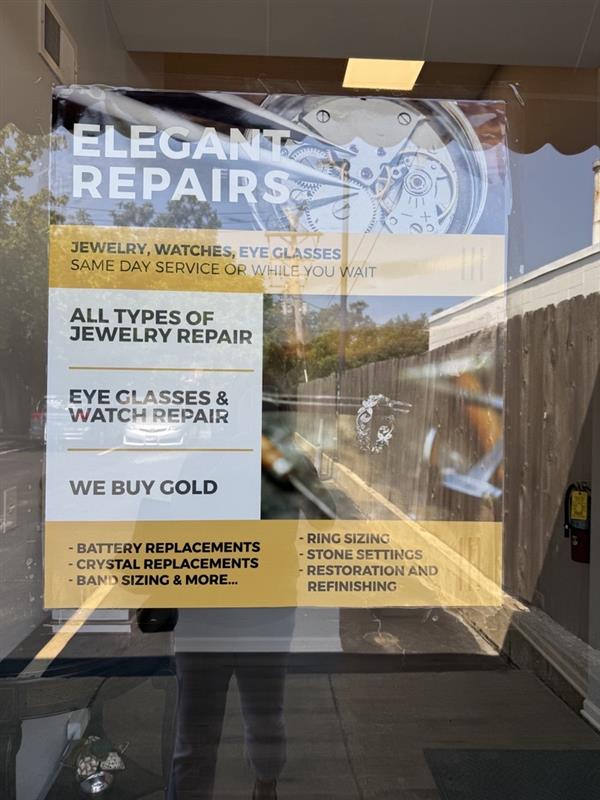 ELEGANT
REPAIRS
JEWELRY, WATCHES, EYE GLASSES
SAME DAY SERVICE OR WHILE YOU WAIT
ALL TYPES OF
JEWELRY REPAIR
EYE GLASSES &
WATCH REPAIR
WE BUY GOLD
- BATTERY REPLACEMENTS
- CRYSTAL REPLACEMENTS
- BAND SIZING & MORE...
- RING SIZING
- STONE SETTINGS
- RESTORATION AND
REFINISHING